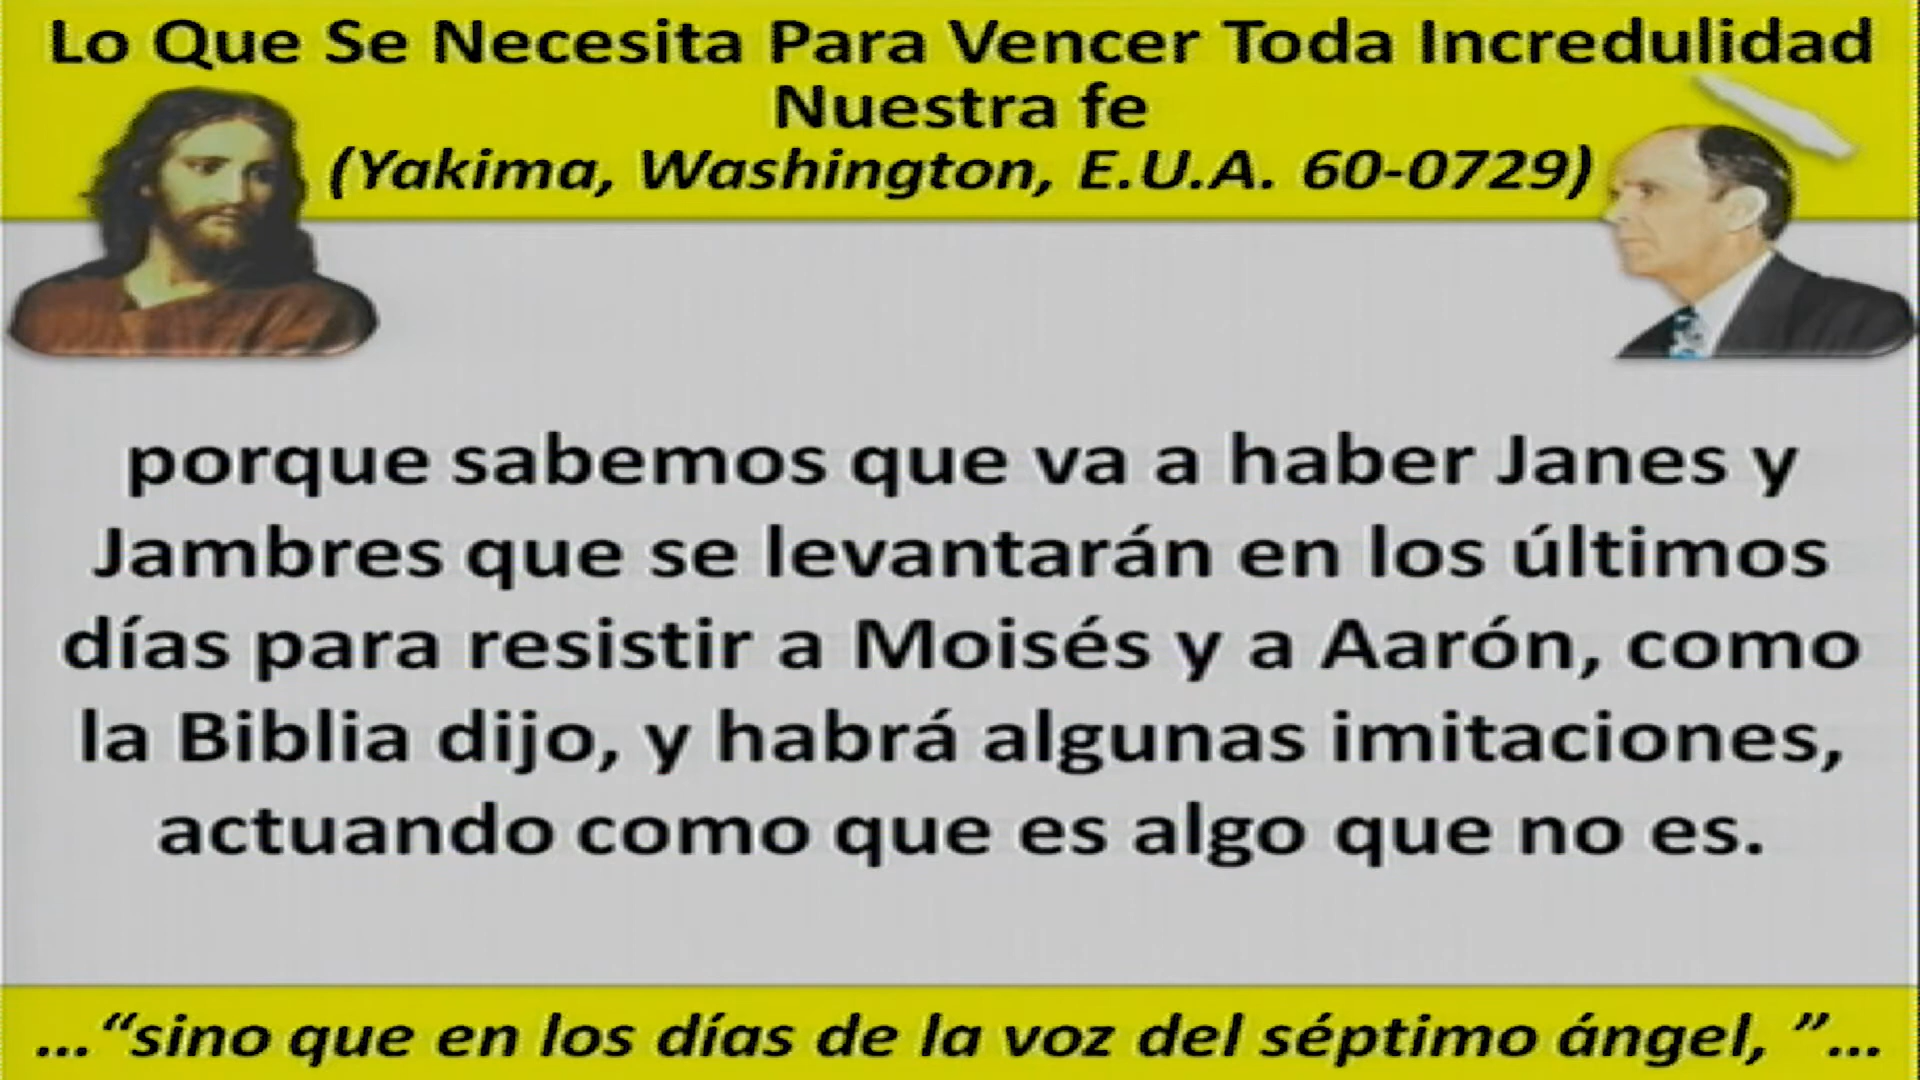 Lo Que Se Necesita Para Vencer Toda Incredulidad
Nuestra fe
(Yakima, Washington, E.U.A. 60-0729)
porque sabemos que va a haber Janes y
Jambres que se levantarán en los últimos
días para resistir a Moisés y a Aarón, como
la Biblia dijo, y habrá algunas imitaciones,
actuando como que es algo que no es.
...“sino que en los días de la voz del séptimo ángel, ”...